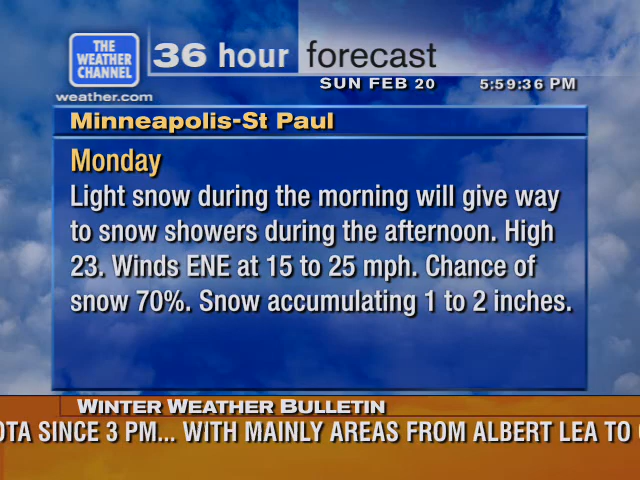 THE
WEATHER
CHANNEL
weather.com
36 hour forecast
SUN FEB 20 5:59:36 PM
Minneapolis-St Paul
Monday
Light snow during the morning will give way
to snow showers during the afternoon. High
23. Winds ENE at 15 to 25 mph. Chance of
snow 70%. Snow accumulating 1 to 2 inches.
WINTER WEATHER BULLETIN
OTA SINCE 3 PM... WITH MAINLY AREAS FROM ALBERT LEA TO